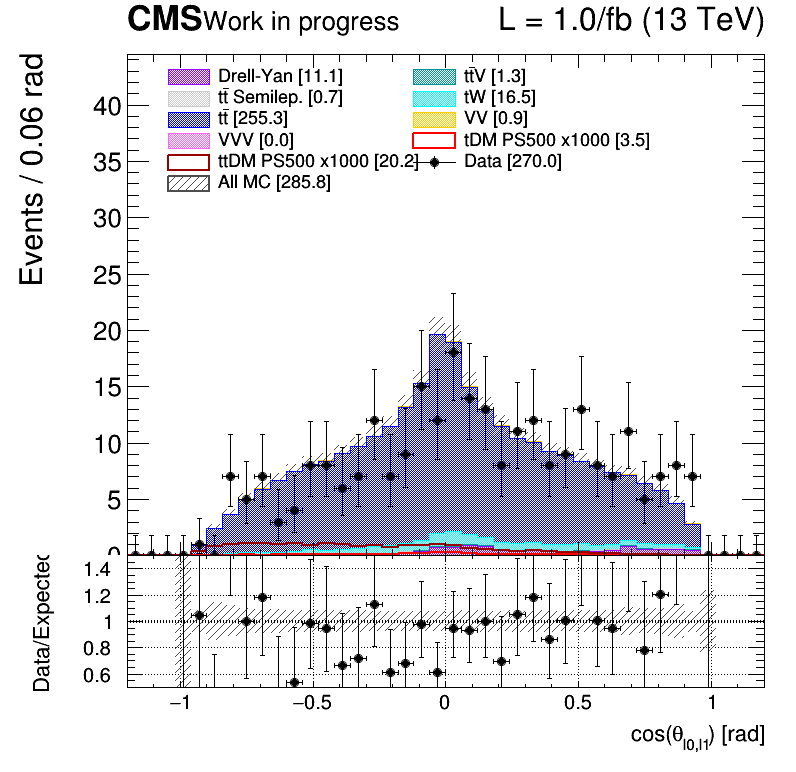 CMS Work in progress L = 1.0/fb (13 TeV)
Events / 0.06 rad
Drell-Yan [11.1] tt̄V [1.3]
tt̄ Semilep. [0.7] tW [16.5]
tt̄ [255.3] VV [0.9]
VVV [0.0] tDM PS500 x1000 [3.5]
ttDM PS500 x1000 [20.2] Data [270.0]
All MC [285.8]
40
35
30
25
20
15
10
5
0
Data/Expected
1.4
1.2
1
0.8
0.6
−1 −0.5 0 0.5 1
cos(θl0,l1) [rad]